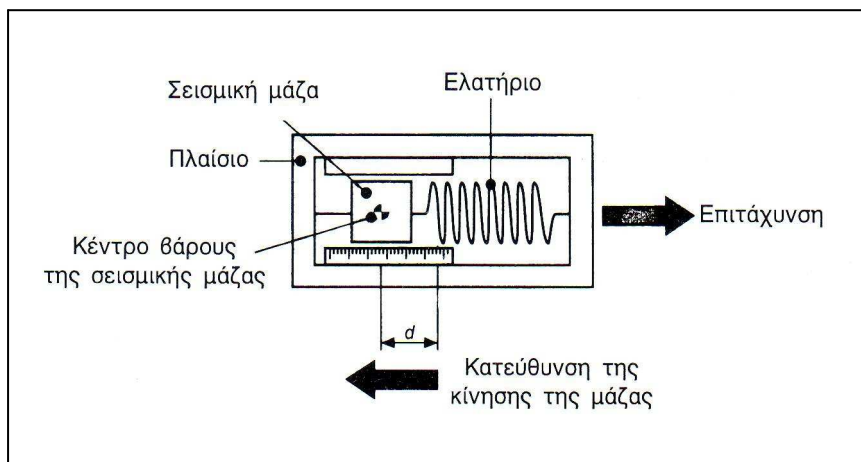 Σεισμική μάζα
Ελατήριο
Πλαίσιο
Επιτάχυνση
Κέντρο βάρους
της σεισμικής μάζας
d
Κατεύθυνση της
κίνησης της μάζας